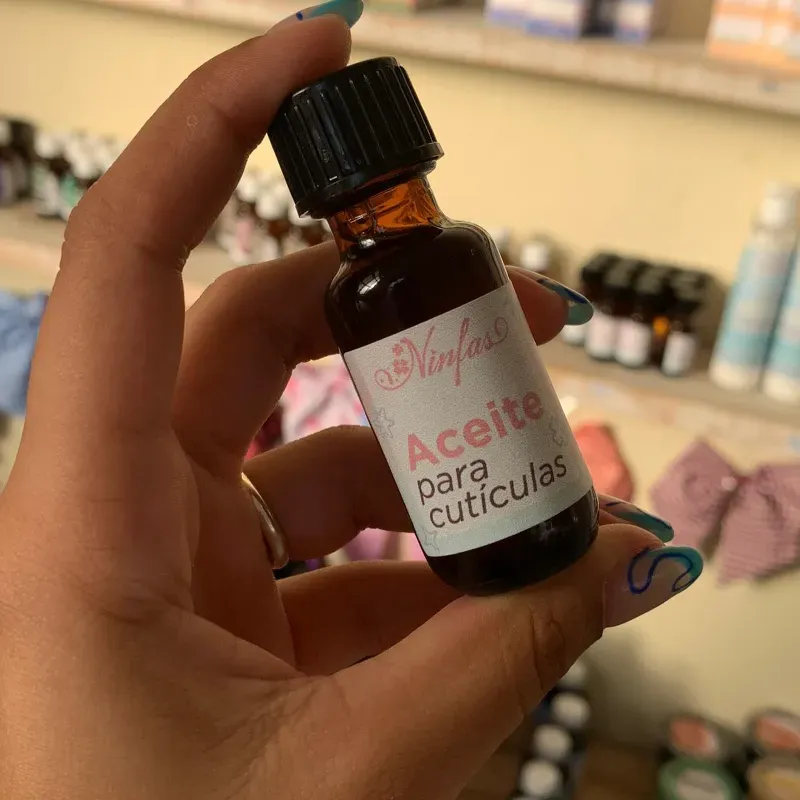 Ninfas
Aceite
para
cutículas